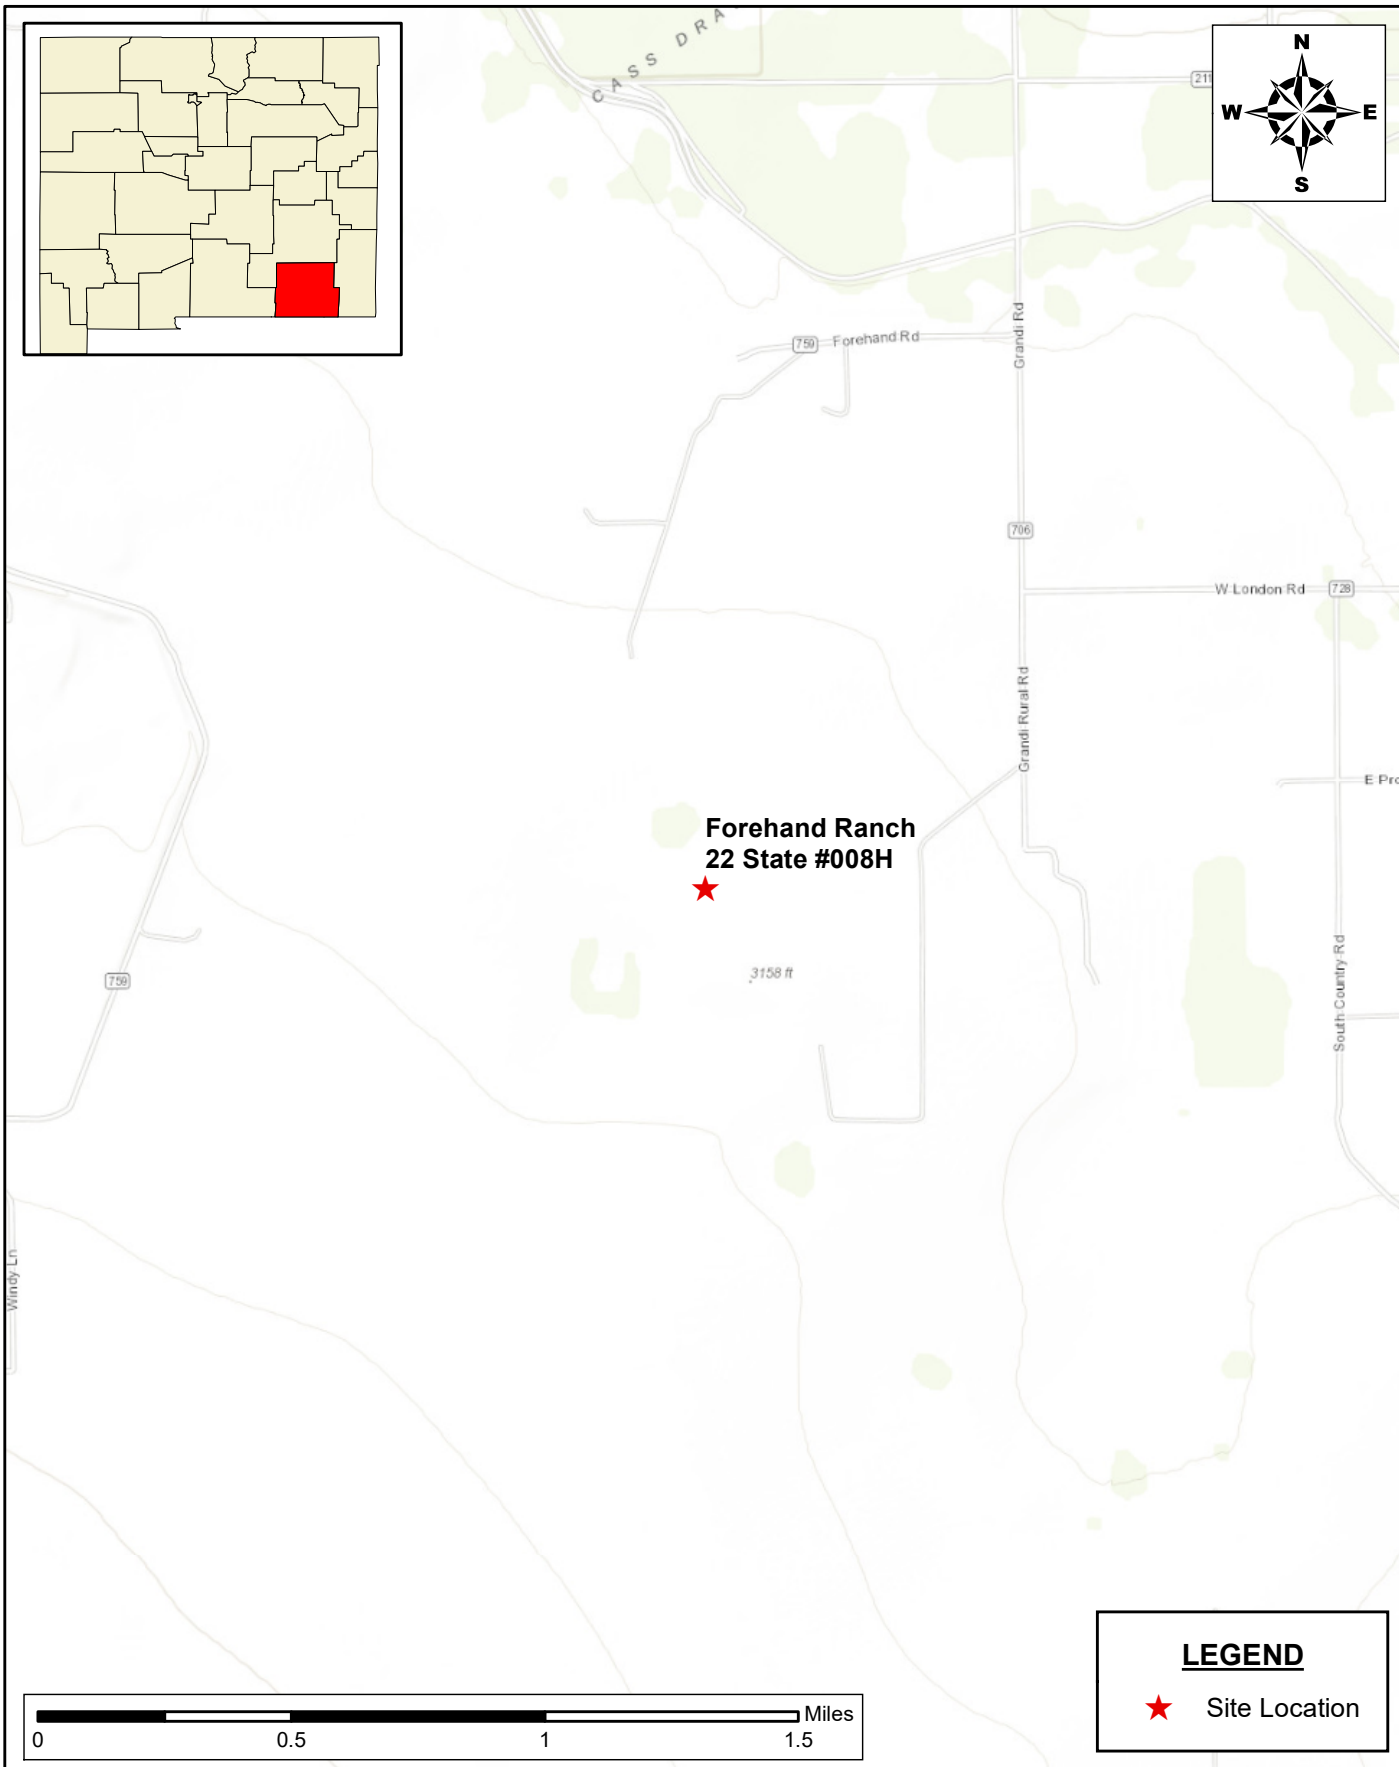 CASS DRA
211
N
W
E
S
759
Forehand Rd
Grandi Rd
706
W London Rd
728
Grandi Rural Rd
E Pro
Forehand Ranch
22 State #008H
3158 ft
759
South Country Rd
Windy Ln
LEGEND
Site Location
Miles
0
0.5
1
1.5